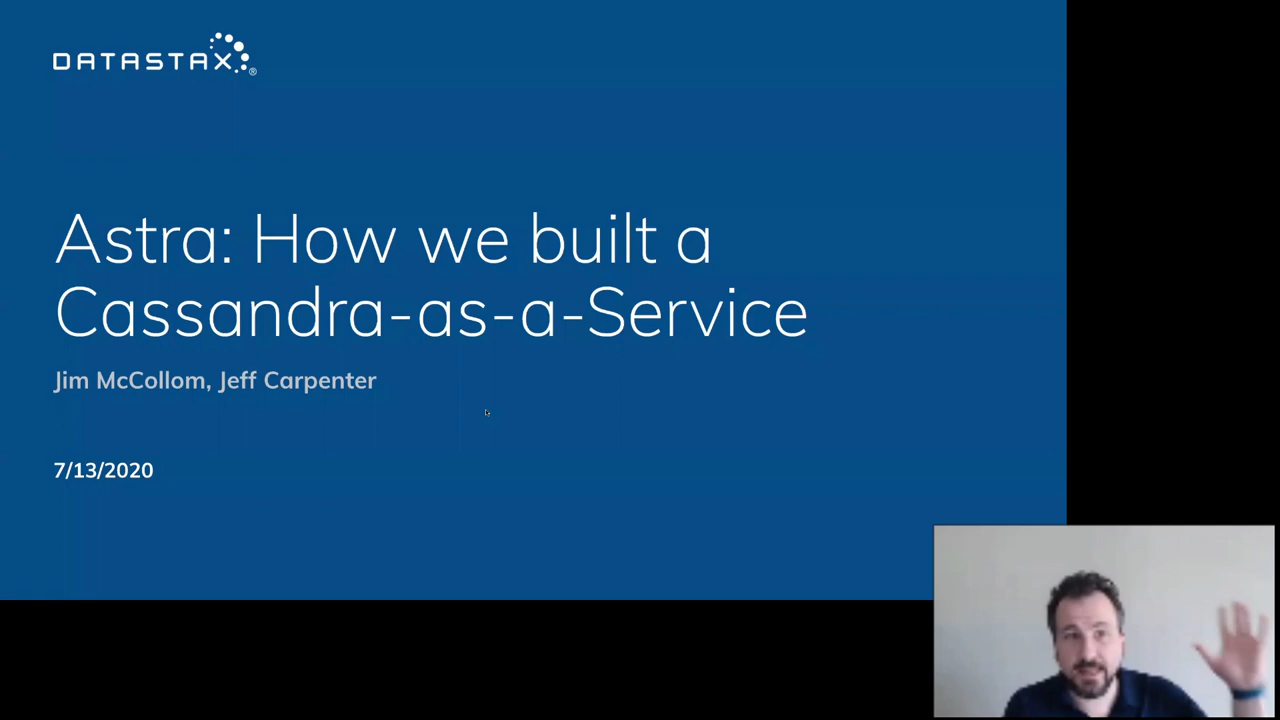 DATASTAX®
Astra: How we built a
Cassandra-as-a-Service
Jim McCollom, Jeff Carpenter
7/13/2020